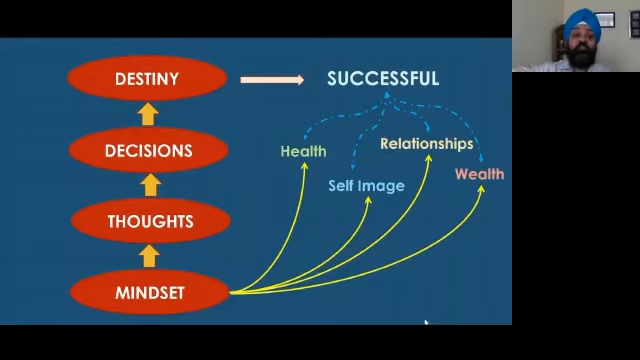 DESTINY
SUCCESSFUL
DECISIONS
Health
Relationships
Self Image
Wealth
THOUGHTS
MINDSET